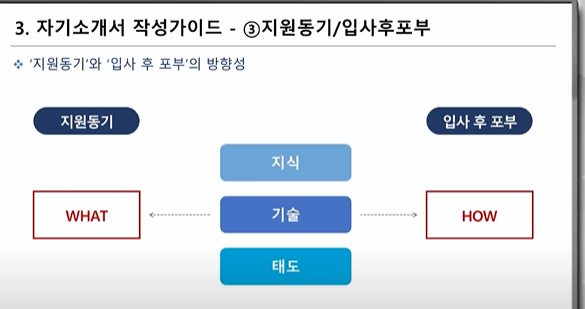 3. 자기소개서 작성가이드 - ③지원동기/입사후포부
❖ ‘지원동기’와 ‘입사 후 포부’의 방향성
지원동기
입사 후 포부
지식
WHAT
기술
HOW
태도